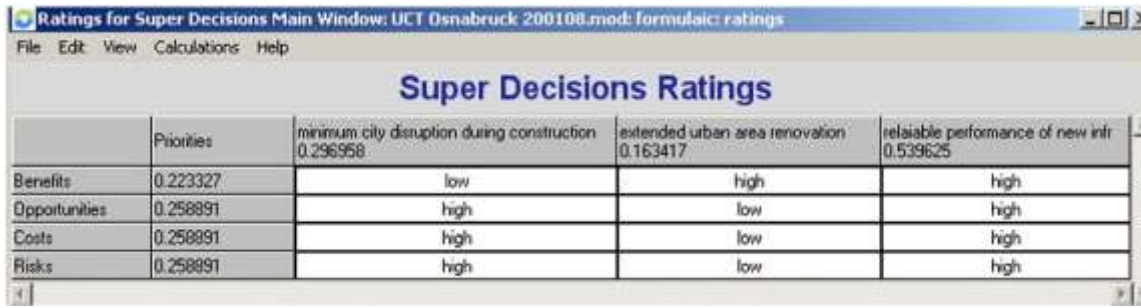 Ratings for Super Decisions Main Window: UCT Osnabruck 200108.mod: formulaic: ratings
File Edit View Calculations Help
Super Decisions Ratings
Priorities
minimum city disruption during construction
0.296958
extended urban area renovation
0.163417
relaiable performance of new infr
0.539625
Benefits 0.223327 low high high
Opportunities 0.258891 high low high
Costs 0.258891 high low high
Risks 0.258891 high low high